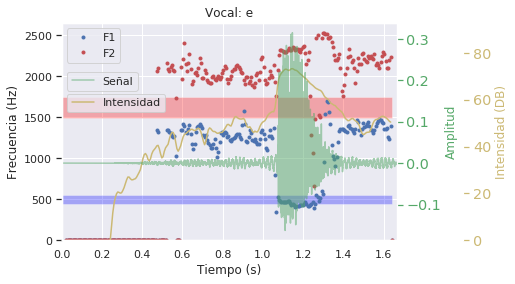 Vocal: e
F1
F2
Señal
Intensidad
Frecuencia (Hz)
2500
2000
1500
1000
500
0
0.0 0.2 0.4 0.6 0.8 1.0 1.2 1.4 1.6
Tiempo (s)
0.3
0.2
0.1
0.0
−0.1
Amplitud
80
60
40
20
0
Intensidad (DB)